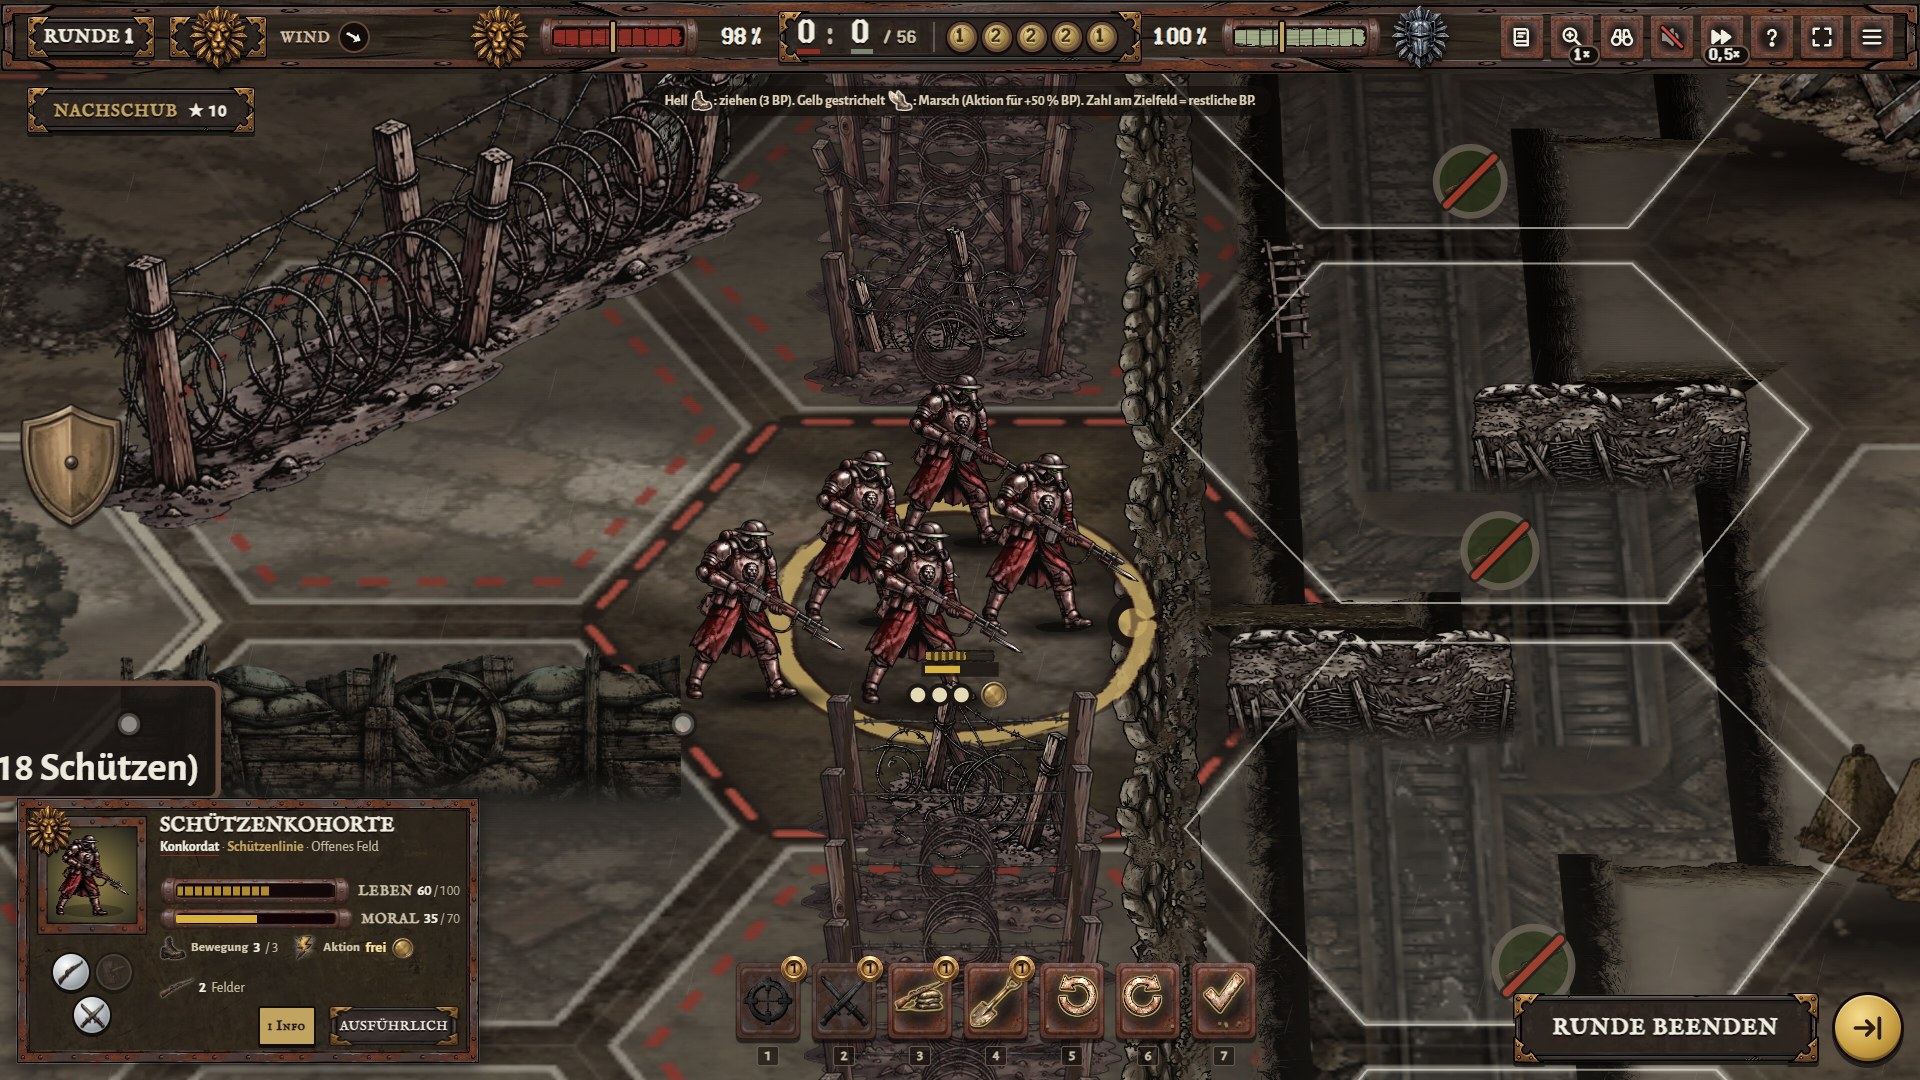 RUNDE 1
WIND
98 %
0 : 0 / 56
1 2 2 2 1
100 %
1×
0,5×
?
NACHSCHUB ★ 10
Hell : ziehen (3 BP). Gelb gestrichelt : Marsch (Aktion für +50 % BP). Zahl am Zielfeld = restliche BP.
18 Schützen)
SCHÜTZENKOHORTE
Konkordat · Schützenlinie · Offenes Feld
LEBEN 60 / 100
MORAL 35 / 70
Bewegung 3 / 3 Aktion frei
2 Felder
1 INFO
AUSFÜHRLICH
1 1 1 1
1 2 3 4 5 6 7
RUNDE BEENDEN